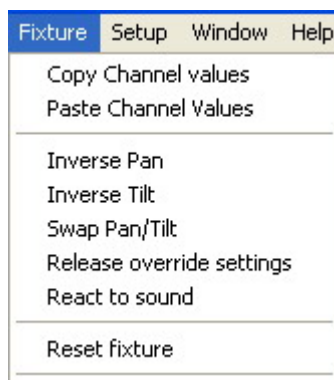 Fixture Setup Window Help
Copy Channel values
Paste Channel Values
Inverse Pan
Inverse Tilt
Swap Pan/Tilt
Release override settings
React to sound
Reset fixture